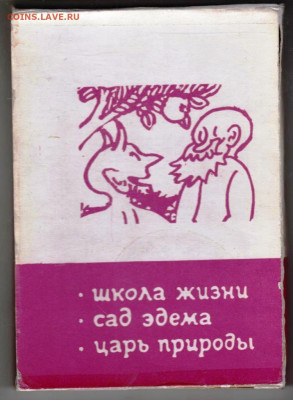 COINS.LAVE.RU
· школа жизни
· сад эдема
· царь природы